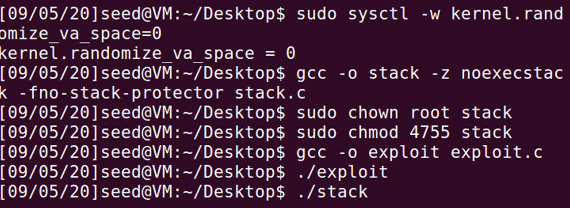 [09/05/20]seed@VM:~/Desktop$ sudo sysctl -w kernel.rand
omize_va_space=0
kernel.randomize_va_space = 0
[09/05/20]seed@VM:~/Desktop$ gcc -o stack -z noexecstac
k -fno-stack-protector stack.c
[09/05/20]seed@VM:~/Desktop$ sudo chown root stack
[09/05/20]seed@VM:~/Desktop$ sudo chmod 4755 stack
[09/05/20]seed@VM:~/Desktop$ gcc -o exploit exploit.c
[09/05/20]seed@VM:~/Desktop$ ./exploit
[09/05/20]seed@VM:~/Desktop$ ./stack